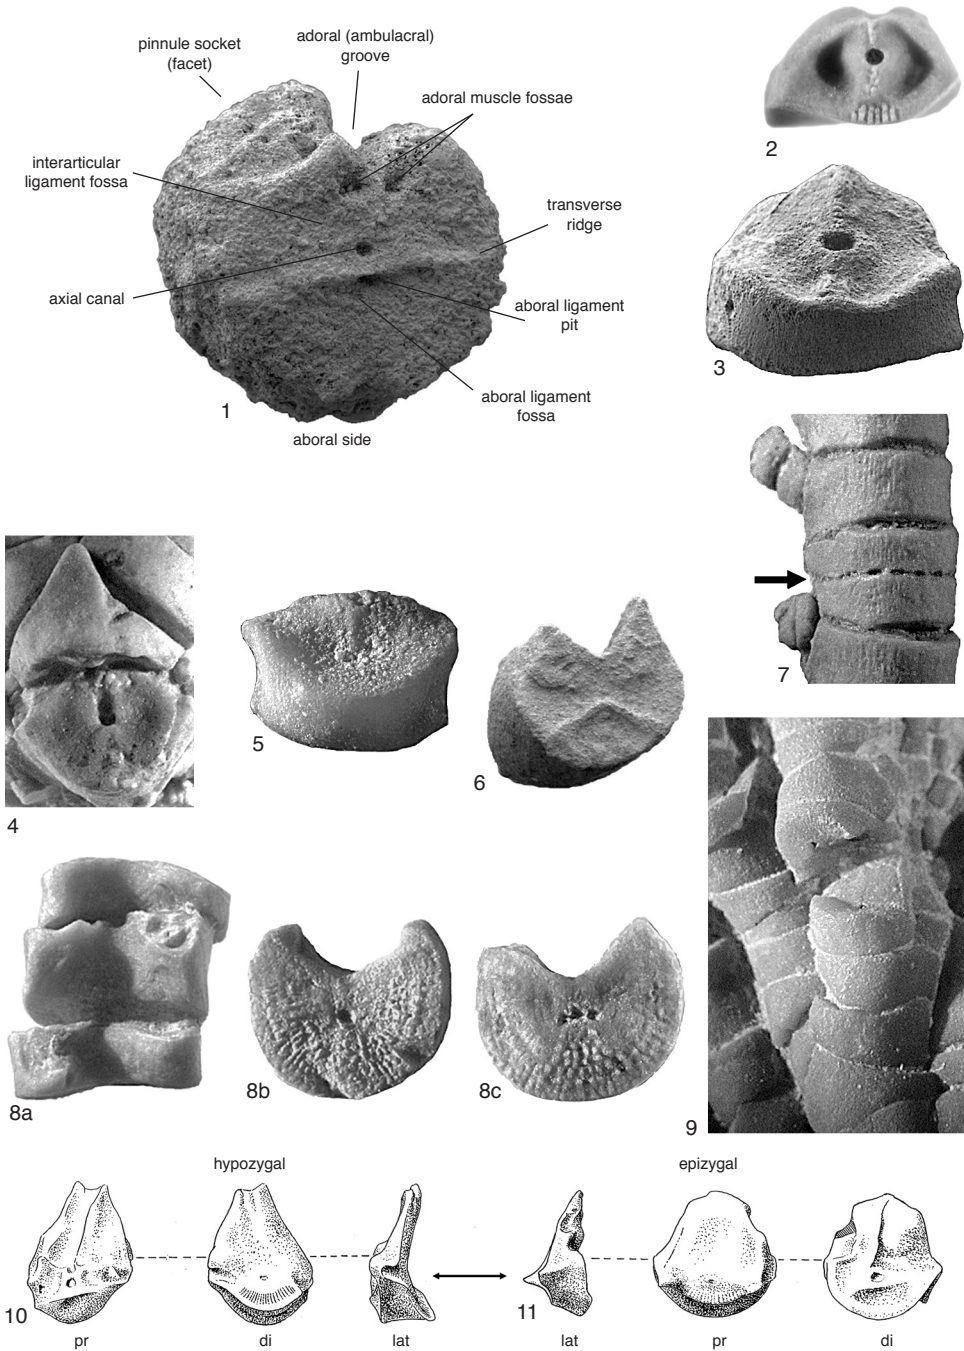 pinnule socket
(facet)
adoral (ambulacral)
groove
adoral muscle fossae
interarticular
ligament fossa
transverse
ridge
axial canal
aboral ligament
pit
aboral ligament
fossa
1
aboral side
2
3
4
5
6
7
8a
8b
8c
9
hypozygal
epizygal
10
pr
di
lat
11
lat
pr
di